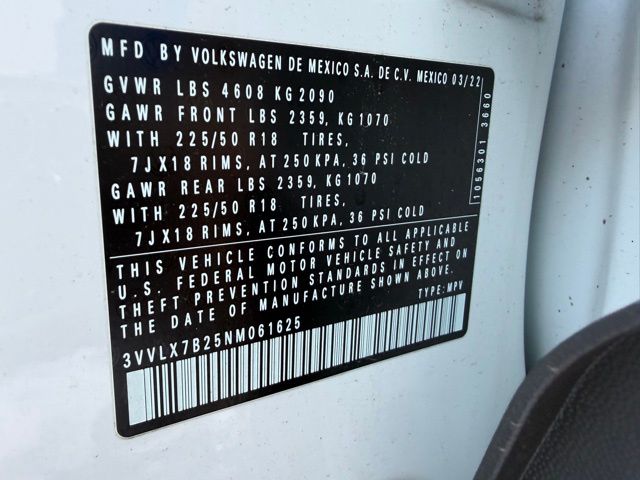 MFD BY VOLKSWAGEN DE MEXICO S.A. DE C.V. MEXICO 03/22
GVWR LBS 4608 KG2090
GAWR FRONT LBS 2359, KG1070
WITH 225/50 R18 TIRES,
7JX18 RIMS, AT 250KPA, 36 PSI COLD
GAWR REAR LBS 2359, KG1070
WITH 225/50 R18 TIRES,
7JX18 RIMS, AT 250KPA, 36 PSI COLD
THIS VEHICLE CONFORMS TO ALL APPLICABLE
U.S. FEDERAL MOTOR VEHICLE SAFETY AND
THEFT PREVENTION STANDARDS IN EFFECT ON
THE DATE OF MANUFACTURE SHOWN ABOVE.
TYPE: MPV
3VVLX7B25NM061625
1056301 3660